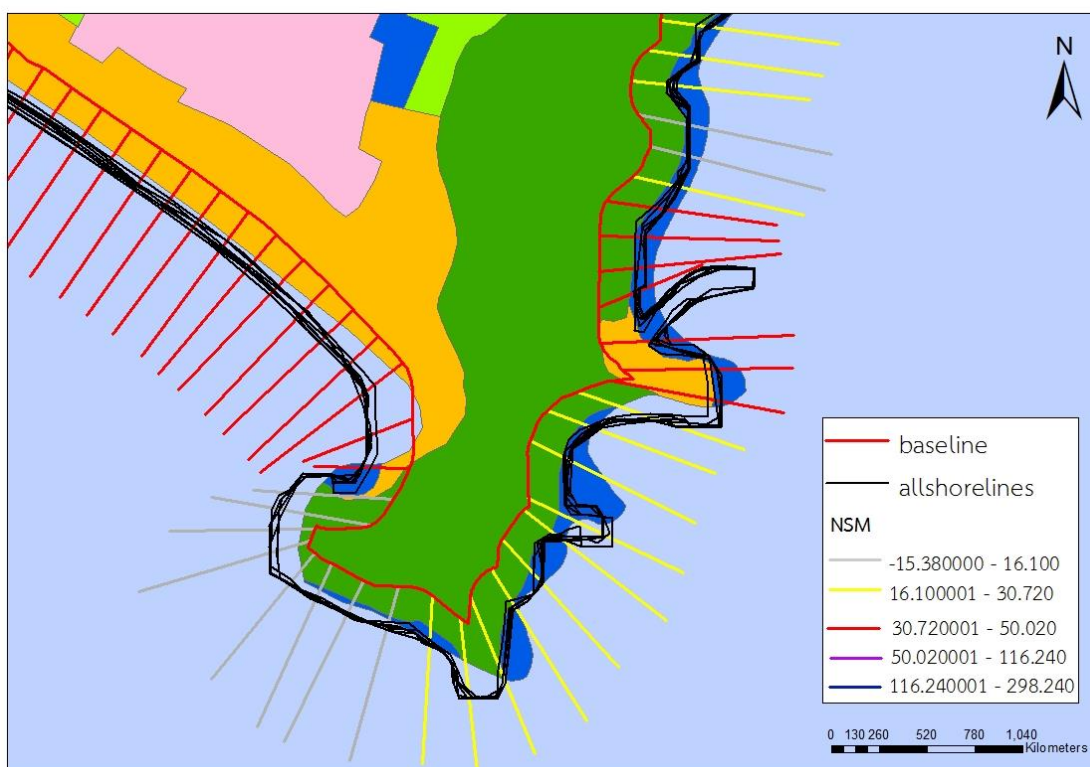 N
baseline
allshorelines
NSM
-15.380000 - 16.100
16.100001 - 30.720
30.720001 - 50.020
50.020001 - 116.240
116.240001 - 298.240
0 130 260 520 780 1,040
Kilometers